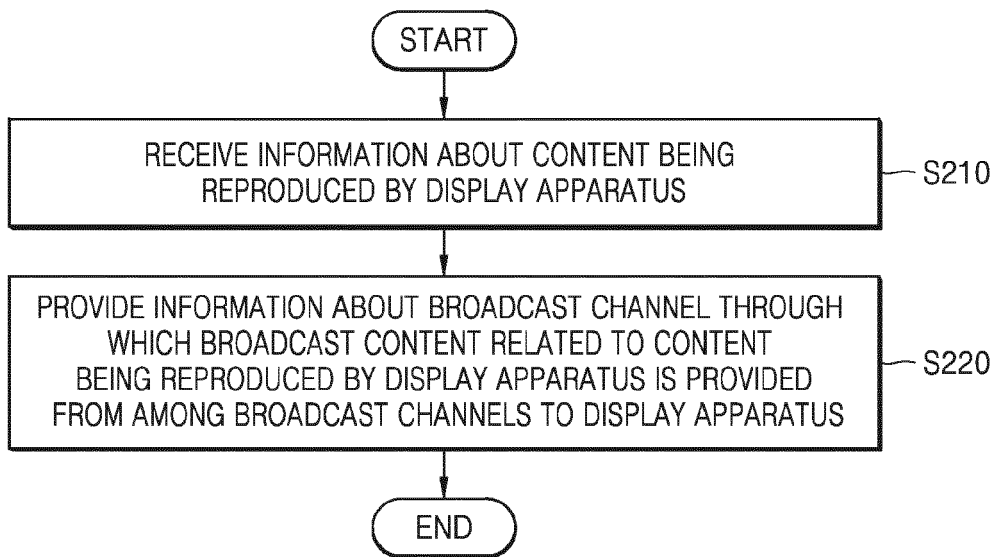 START
RECEIVE INFORMATION ABOUT CONTENT BEING
REPRODUCED BY DISPLAY APPARATUS
S210
PROVIDE INFORMATION ABOUT BROADCAST CHANNEL THROUGH
WHICH BROADCAST CONTENT RELATED TO CONTENT
BEING REPRODUCED BY DISPLAY APPARATUS IS PROVIDED
FROM AMONG BROADCAST CHANNELS TO DISPLAY APPARATUS
S220
END